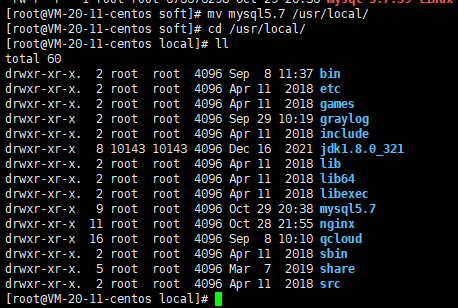 [root@VM-20-11-centos soft]# mv mysql5.7 /usr/local/
[root@VM-20-11-centos soft]# cd /usr/local/
[root@VM-20-11-centos local]# ll
total 60
drwxr-xr-x.  2 root  root  4096 Sep  8 11:37 bin
drwxr-xr-x.  2 root  root  4096 Apr 11  2018 etc
drwxr-xr-x.  2 root  root  4096 Apr 11  2018 games
drwxr-xr-x   2 root  root  4096 Sep 29 10:19 graylog
drwxr-xr-x.  2 root  root  4096 Apr 11  2018 include
drwxr-xr-x   8 10143 10143 4096 Dec 16  2021 jdk1.8.0_321
drwxr-xr-x.  2 root  root  4096 Apr 11  2018 lib
drwxr-xr-x.  2 root  root  4096 Apr 11  2018 lib64
drwxr-xr-x.  2 root  root  4096 Apr 11  2018 libexec
drwxr-xr-x   9 root  root  4096 Oct 29 20:38 mysql5.7
drwxr-xr-x  11 root  root  4096 Oct 28 21:55 nginx
drwxr-xr-x  16 root  root  4096 Sep  8 10:10 qcloud
drwxr-xr-x.  2 root  root  4096 Apr 11  2018 sbin
drwxr-xr-x.  5 root  root  4096 Mar  7  2019 share
drwxr-xr-x.  2 root  root  4096 Apr 11  2018 src
[root@VM-20-11-centos local]#